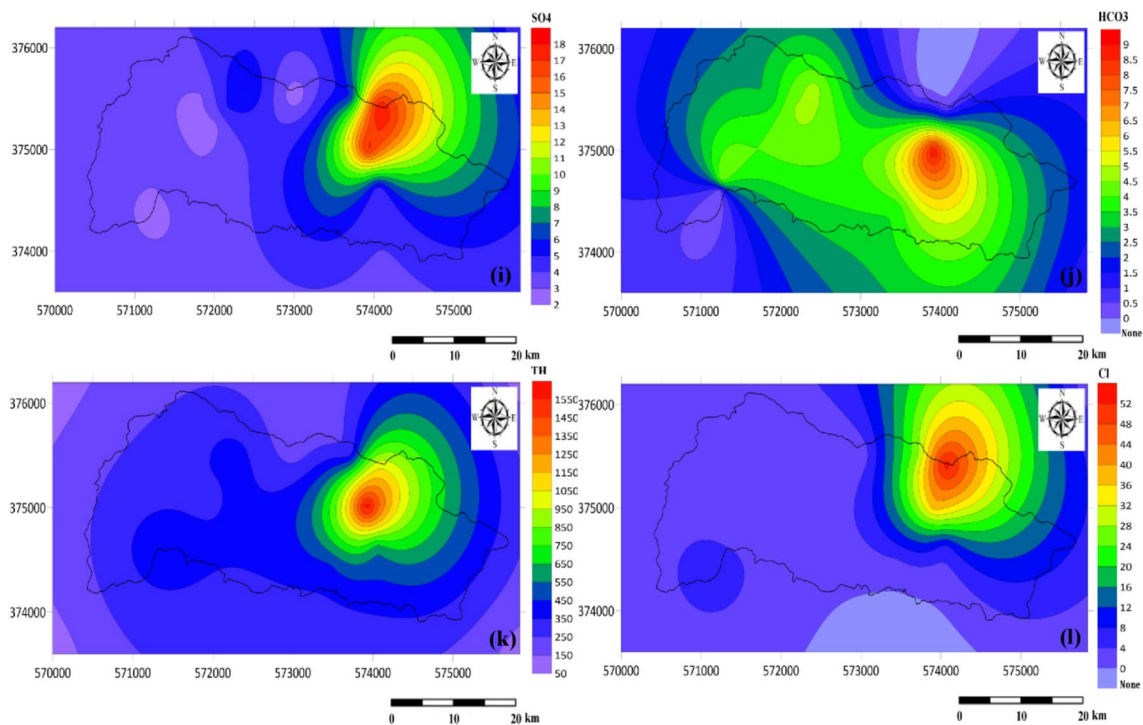 SO4
376000
375000
374000
N
W E
S
18
17
16
15
14
13
12
11
10
9
8
7
6
5
4
3
2
(i)
570000 571000 572000 573000 574000 575000
0 10 20 km
HCO3
376000
375000
374000
N
W E
S
9
8.5
8
7.5
7
6.5
6
5.5
5
4.5
4
3.5
3
2.5
2
1.5
1
0.5
0
None
(j)
570000 571000 572000 573000 574000 575000
0 10 20 km
TH
376000
375000
374000
N
W E
S
1550
1450
1350
1250
1150
1050
950
850
750
650
550
450
350
250
150
50
(k)
570000 571000 572000 573000 574000 575000
0 10 20 km
Cl
376000
375000
374000
N
W E
S
52
48
44
40
36
32
28
24
20
16
12
8
4
0
None
(l)
570000 571000 572000 573000 574000 575000
0 10 20 km